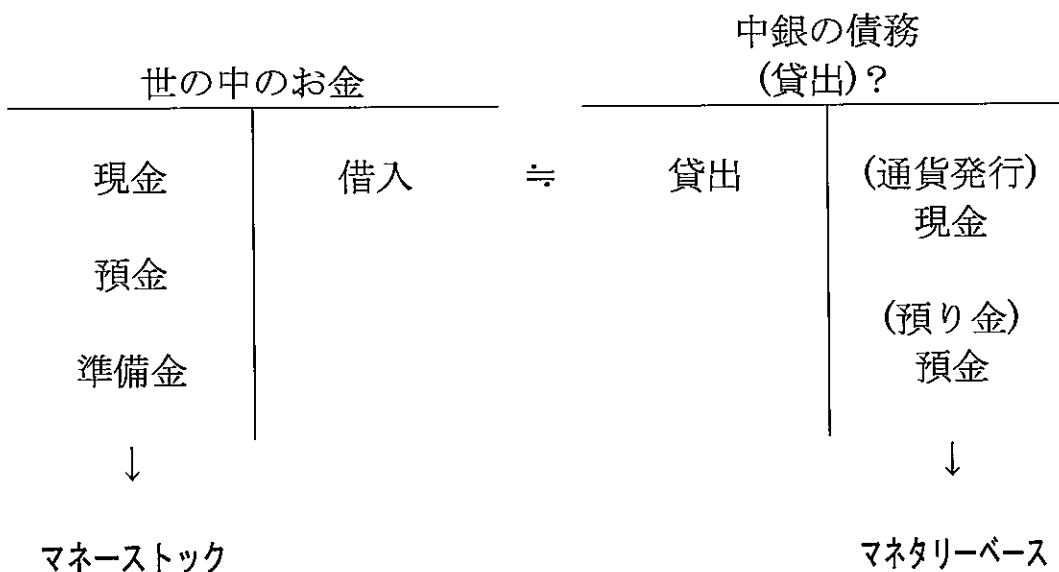 世の中のお金
中銀の債務
(貸出)?
現金
借入
≒
貸出
(通貨発行)
現金
預金
(預り金)
預金
準備金
↓
↓
マネーストック
マネタリーベース